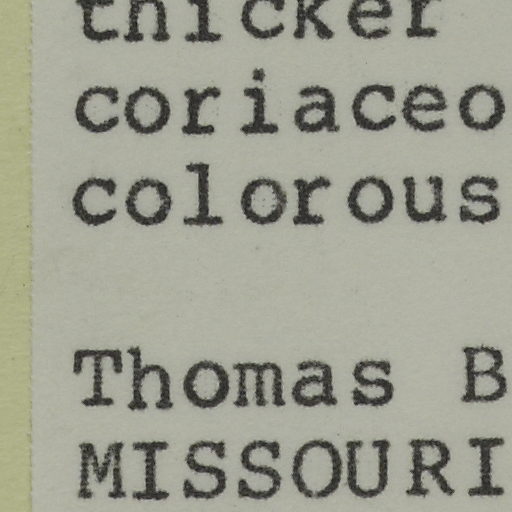 thicker
coriaceo
colorous
Thomas B
MISSOURI